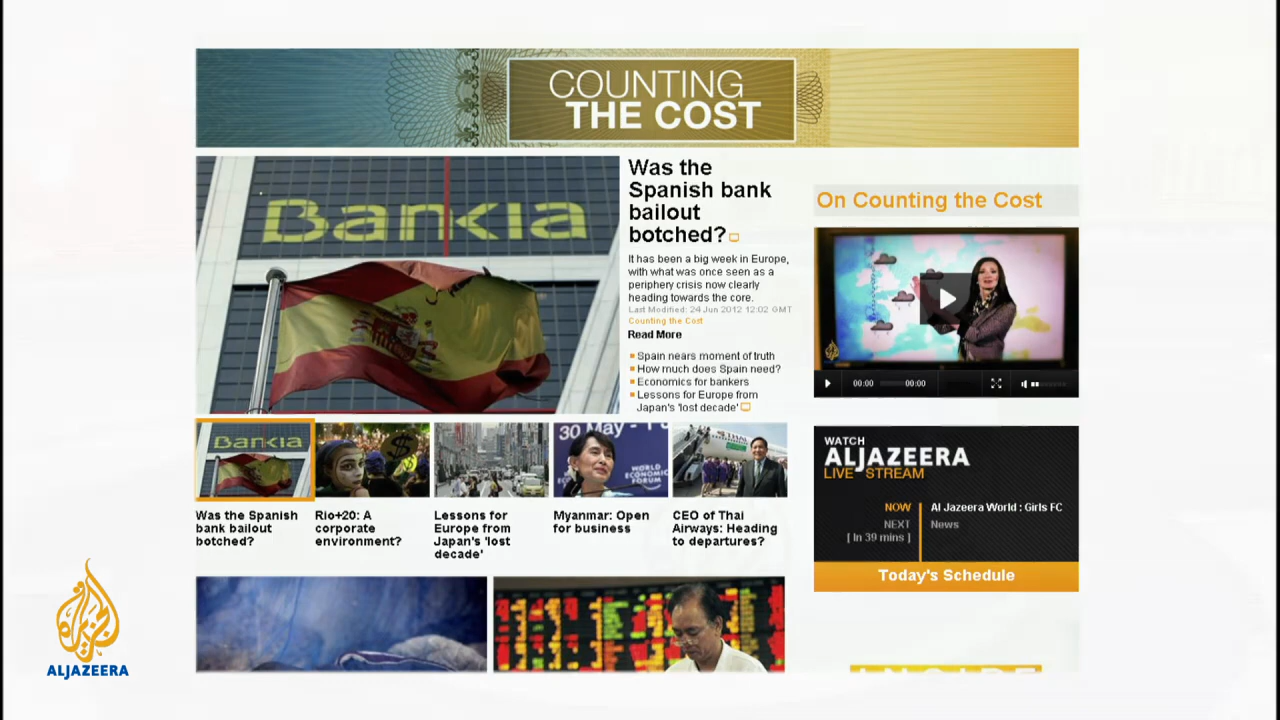 COUNTING
THE COST
Bankia
Was the
Spanish bank
bailout
botched?
It has been a big week in Europe,
with what was once seen as a
periphery crisis now clearly
heading towards the core.
Last Modified: 24 Jun 2012 12:02 GMT
Counting the Cost
Read More
Spain nears moment of truth
How much does Spain need?
Economics for bankers
Lessons for Europe from
Japan's 'lost decade'
On Counting the Cost
00:00 00:00
Bankia
$
30 May - 1
WORLD
ECONOMIC
FORUM
THAI
Was the Spanish
bank bailout
botched?
Rio+20: A
corporate
environment?
Lessons for
Europe from
Japan's 'lost
decade'
Myanmar: Open
for business
CEO of Thai
Airways: Heading
to departures?
WATCH
ALJAZEERA
LIVE STREAM
NOW Al Jazeera World : Girls FC
NEXT News
[ In 39 mins ]
Today's Schedule
الجزيرة
ALJAZEERA